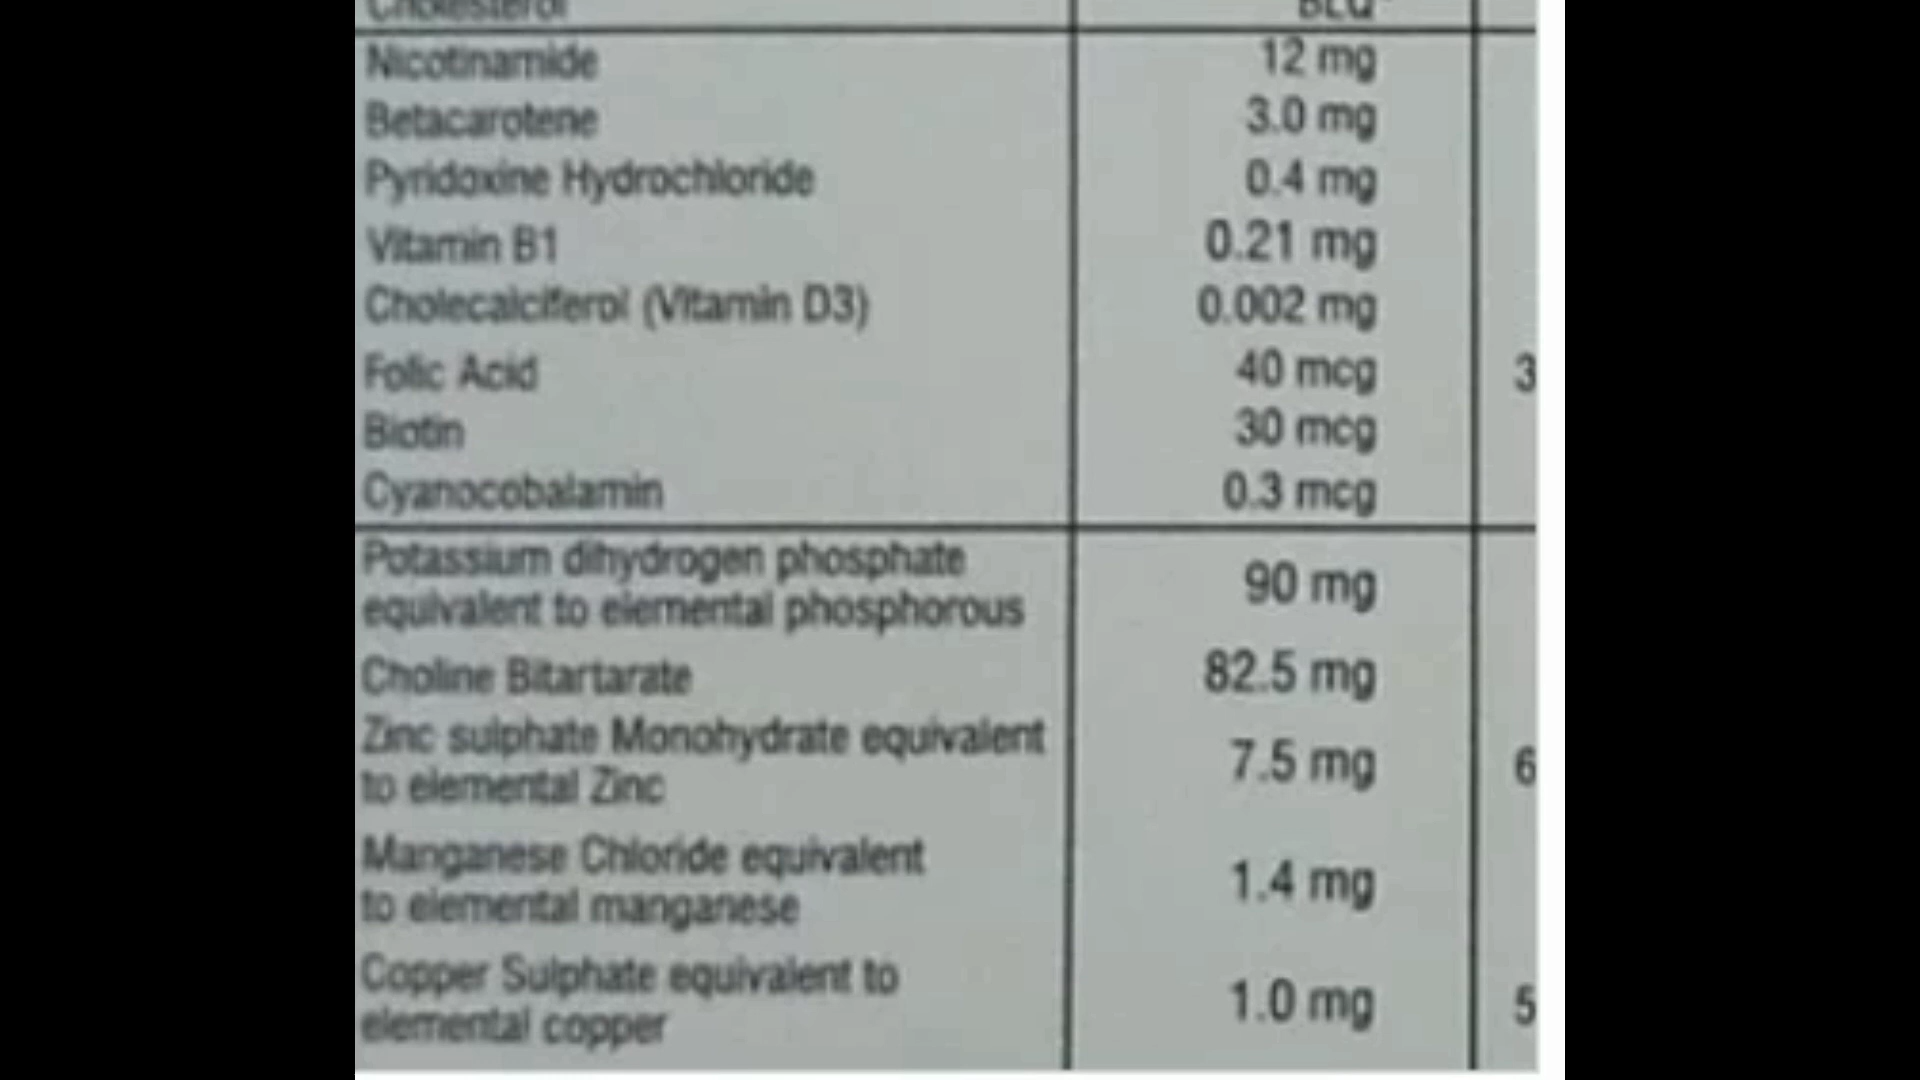 Cholesterol BLQ
Nicotinamide 12 mg
Betacarotene 3.0 mg
Pyridoxine Hydrochloride 0.4 mg
Vitamin B1 0.21 mg
Cholecalciferol (Vitamin D3) 0.002 mg
Folic Acid 40 mcg 3
Biotin 30 mcg
Cyanocobalamin 0.3 mcg
Potassium dihydrogen phosphate
equivalent to elemental phosphorous 90 mg
Choline Bitartarate 82.5 mg
Zinc sulphate Monohydrate equivalent
to elemental Zinc 7.5 mg 6
Manganese Chloride equivalent
to elemental manganese 1.4 mg
Copper Sulphate equivalent to
elemental copper 1.0 mg 5